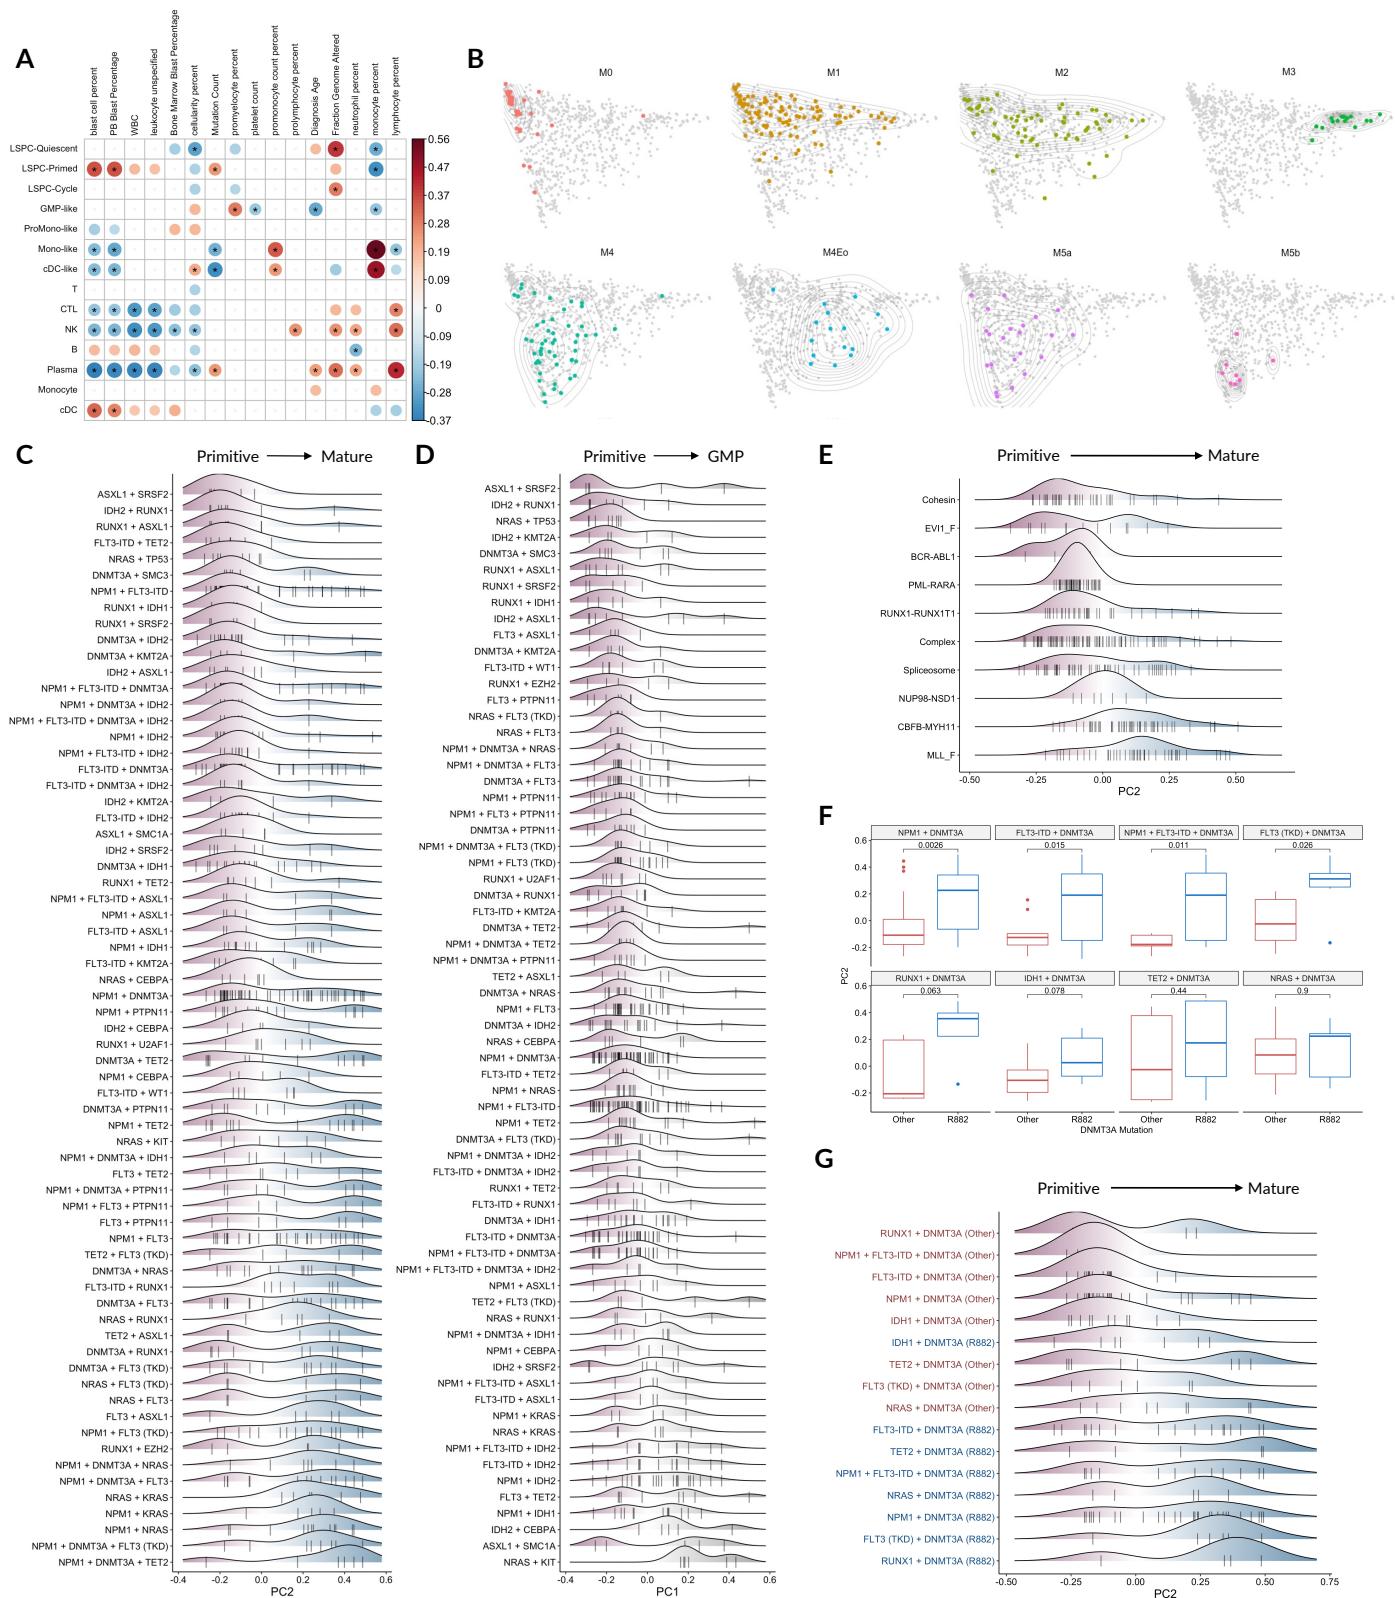 A
blast cell percent
PB Blast Percentage
WBC
leukocyte unspecified
Bone Marrow Blast Percentage
cellularity percent
Mutation Count
promyelocyte percent
platelet count
promonocyte count percent
prolymphocyte percent
Diagnosis Age
Fraction Genome Altered
neutrophil percent
monocyte percent
lymphocyte percent
LSPC-Quiescent
LSPC-Primed
LSPC-Cycle
GMP-like
ProMono-like
Mono-like
cDC-like
T
CTL
NK
B
Plasma
Monocyte
cDC
0.56
0.47
0.38
0.28
0.19
0.09
0
-0.09
-0.19
-0.28
-0.37
B
M0
M1
M2
M3
M4
M4Eo
M5a
M5b
C
Primitive
Mature
ASXL1 + SRSF2
IDH2 + RUNX1
RUNX1 + ASXL1
FLT3-ITD + TET2
NRAS + TP53
DNMT3A + SMC3
NPM1 + FLT3-ITD
RUNX1 + IDH1
RUNX1 + SRSF2
DNMT3A + IDH2
DNMT3A + KMT2A
IDH2 + ASXL1
NPM1 + FLT3-ITD + DNMT3A
NPM1 + DNMT3A + IDH2
NPM1 + FLT3-ITD + DNMT3A + IDH2
NPM1 + IDH2
NPM1 + FLT3-ITD + IDH2
FLT3-ITD + DNMT3A
FLT3-ITD + DNMT3A + IDH2
IDH2 + KMT2A
FLT3-ITD + IDH2
ASXL1 + SMC1A
IDH2 + SRSF2
DNMT3A + IDH1
RUNX1 + TET2
NPM1 + FLT3-ITD + ASXL1
NPM1 + ASXL1
FLT3-ITD + ASXL1
NPM1 + IDH1
FLT3-ITD + KMT2A
NRAS + CEBPA
NPM1 + DNMT3A
NPM1 + PTPN11
IDH2 + CEBPA
RUNX1 + U2AF1
DNMT3A + TET2
NPM1 + CEBPA
FLT3-ITD + WT1
DNMT3A + PTPN11
NPM1 + TET2
NRAS + KIT
NPM1 + DNMT3A + IDH1
FLT3 + TET2
NPM1 + DNMT3A + PTPN11
NPM1 + FLT3 + PTPN11
FLT3 + PTPN11
NPM1 + FLT3
TET2 + FLT3 (TKD)
DNMT3A + NRAS
FLT3-ITD + RUNX1
DNMT3A + FLT3
NRAS + RUNX1
TET2 + ASXL1
DNMT3A + RUNX1
DNMT3A + FLT3 (TKD)
NRAS + FLT3 (TKD)
NRAS + FLT3
FLT3 + ASXL1
NPM1 + FLT3 (TKD)
RUNX1 + EZH2
NPM1 + DNMT3A + NRAS
NPM1 + DNMT3A + FLT3
NRAS + KRAS
NPM1 + KRAS
NPM1 + NRAS
NPM1 + DNMT3A + FLT3 (TKD)
NPM1 + DNMT3A + TET2
-0.4
-0.2
0.0
0.2
0.4
0.6
PC2
D
Primitive
GMP
ASXL1 + SRSF2
IDH2 + RUNX1
NRAS + TP53
IDH2 + KMT2A
DNMT3A + SMC3
RUNX1 + ASXL1
RUNX1 + SRSF2
RUNX1 + IDH1
IDH2 + ASXL1
FLT3 + ASXL1
DNMT3A + KMT2A
FLT3-ITD + WT1
RUNX1 + EZH2
FLT3 + PTPN11
NRAS + FLT3 (TKD)
NRAS + FLT3
NPM1 + DNMT3A + NRAS
NPM1 + DNMT3A + FLT3
DNMT3A + FLT3
NPM1 + PTPN11
NPM1 + FLT3 + PTPN11
DNMT3A + PTPN11
NPM1 + DNMT3A + FLT3 (TKD)
NPM1 + FLT3 (TKD)
RUNX1 + U2AF1
DNMT3A + RUNX1
FLT3-ITD + KMT2A
DNMT3A + TET2
NPM1 + DNMT3A + TET2
NPM1 + DNMT3A + PTPN11
TET2 + ASXL1
DNMT3A + NRAS
NPM1 + FLT3
DNMT3A + IDH2
NRAS + CEBPA
NPM1 + DNMT3A
FLT3-ITD + TET2
NPM1 + NRAS
NPM1 + FLT3-ITD
NPM1 + TET2
DNMT3A + FLT3 (TKD)
NPM1 + DNMT3A + IDH2
FLT3-ITD + DNMT3A + IDH2
RUNX1 + TET2
FLT3-ITD + RUNX1
DNMT3A + IDH1
FLT3-ITD + DNMT3A
NPM1 + FLT3-ITD + DNMT3A
NPM1 + FLT3-ITD + DNMT3A + IDH2
NPM1 + ASXL1
TET2 + FLT3 (TKD)
NRAS + RUNX1
NPM1 + DNMT3A + IDH1
NPM1 + CEBPA
IDH2 + SRSF2
NPM1 + FLT3-ITD + ASXL1
FLT3-ITD + ASXL1
NPM1 + KRAS
NRAS + KRAS
NPM1 + FLT3-ITD + IDH2
FLT3-ITD + IDH2
NPM1 + IDH2
FLT3 + TET2
NPM1 + IDH1
IDH2 + CEBPA
ASXL1 + SMC1A
NRAS + KIT
-0.4
-0.2
0.0
0.2
0.4
0.6
PC1
E
Primitive
Mature
Cohesin
EVI1_F
BCR-ABL1
PML-RARA
RUNX1-RUNX1T1
Complex
Spliceosome
NUP98-NSD1
CBFB-MYH11
MLL_F
-0.50
-0.25
0.00
0.25
0.50
PC2
F
NPM1 + DNMT3A
FLT3-ITD + DNMT3A
NPM1 + FLT3-ITD + DNMT3A
FLT3 (TKD) + DNMT3A
0.0026
0.015
0.011
0.026
0.6
0.4
0.2
0.0
-0.2
PC2
RUNX1 + DNMT3A
IDH1 + DNMT3A
TET2 + DNMT3A
NRAS + DNMT3A
0.063
0.078
0.44
0.9
0.6
0.4
0.2
0.0
-0.2
Other
R882
Other
R882
Other
R882
Other
R882
DNMT3A Mutation
G
Primitive
Mature
RUNX1 + DNMT3A (Other)
NPM1 + FLT3-ITD + DNMT3A (Other)
FLT3-ITD + DNMT3A (Other)
NPM1 + DNMT3A (Other)
IDH1 + DNMT3A (Other)
IDH1 + DNMT3A (R882)
TET2 + DNMT3A (Other)
FLT3 (TKD) + DNMT3A (Other)
NRAS + DNMT3A (Other)
FLT3-ITD + DNMT3A (R882)
TET2 + DNMT3A (R882)
NPM1 + FLT3-ITD + DNMT3A (R882)
NRAS + DNMT3A (R882)
NPM1 + DNMT3A (R882)
FLT3 (TKD) + DNMT3A (R882)
RUNX1 + DNMT3A (R882)
-0.50
-0.25
0.00
0.25
0.50
0.75
PC2